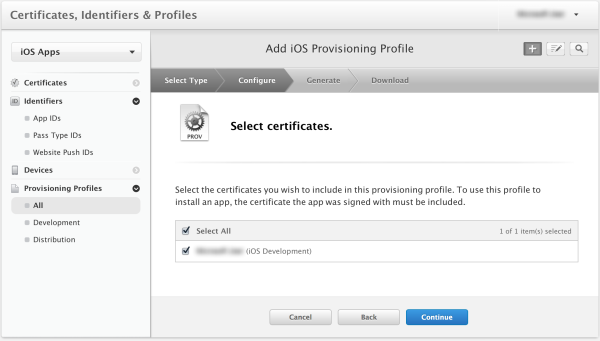 Certificates, Identifiers & Profiles
iOS Apps
Certificates
Identifiers
App IDs
Pass Type IDs
Website Push IDs
Devices
Provisioning Profiles
All
Development
Distribution
Add iOS Provisioning Profile
Select Type
Configure
Generate
Download
PROV
Select certificates.
Select the certificates you wish to include in this provisioning profile. To use this profile to
install an app, the certificate the app was signed with must be included.
Select All
1 of 1 item(s) selected
(iOS Development)
Cancel
Back
Continue